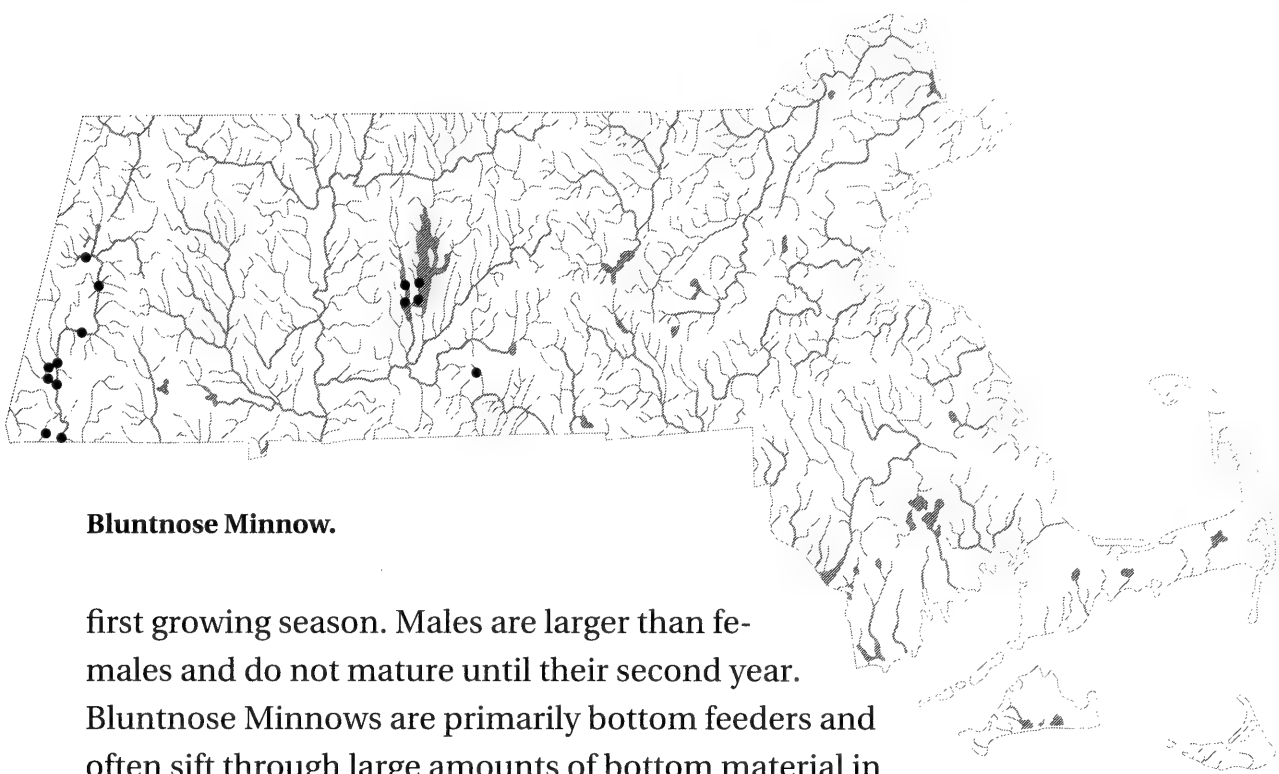 Bluntnose Minnow.
first growing season. Males are larger than fe-
males and do not mature until their second year.
Bluntnose Minnows are primarily bottom feeders and
often sift through large amounts of bottom material in